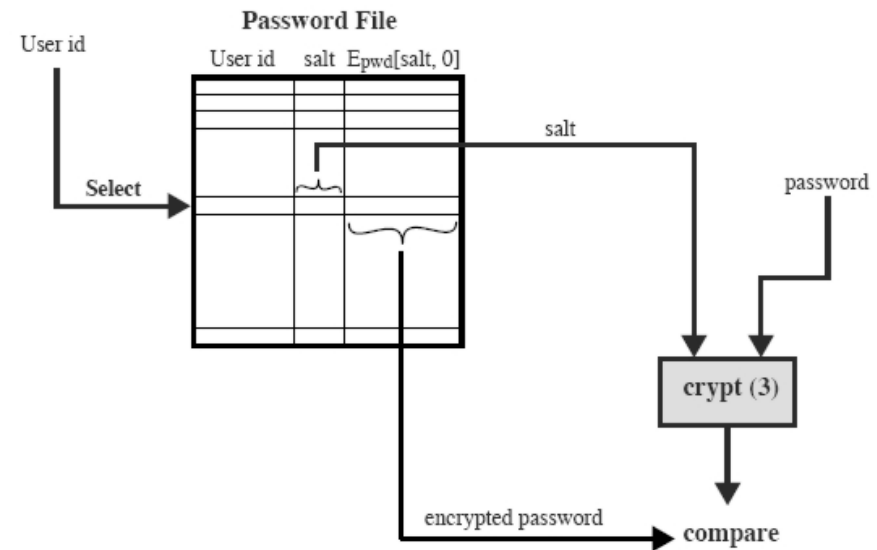 Password File
User id
User id salt Epwd[salt, 0]
salt
Select
password
crypt (3)
encrypted password
compare